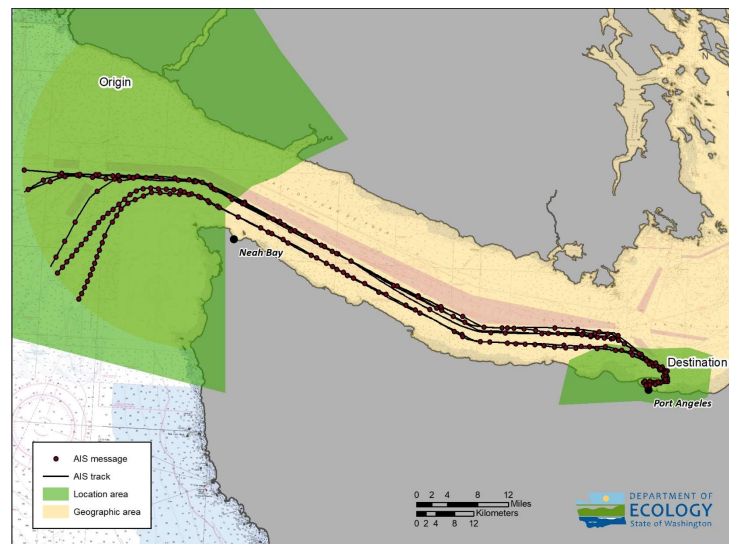 Origin
N
Neah Bay
Destination
Port Angeles
AIS message
AIS track
Location area
Geographic area
0 2 4 8 12
Miles
Kilometers
0 2 4 8 12
DEPARTMENT OF
ECOLOGY
State of Washington